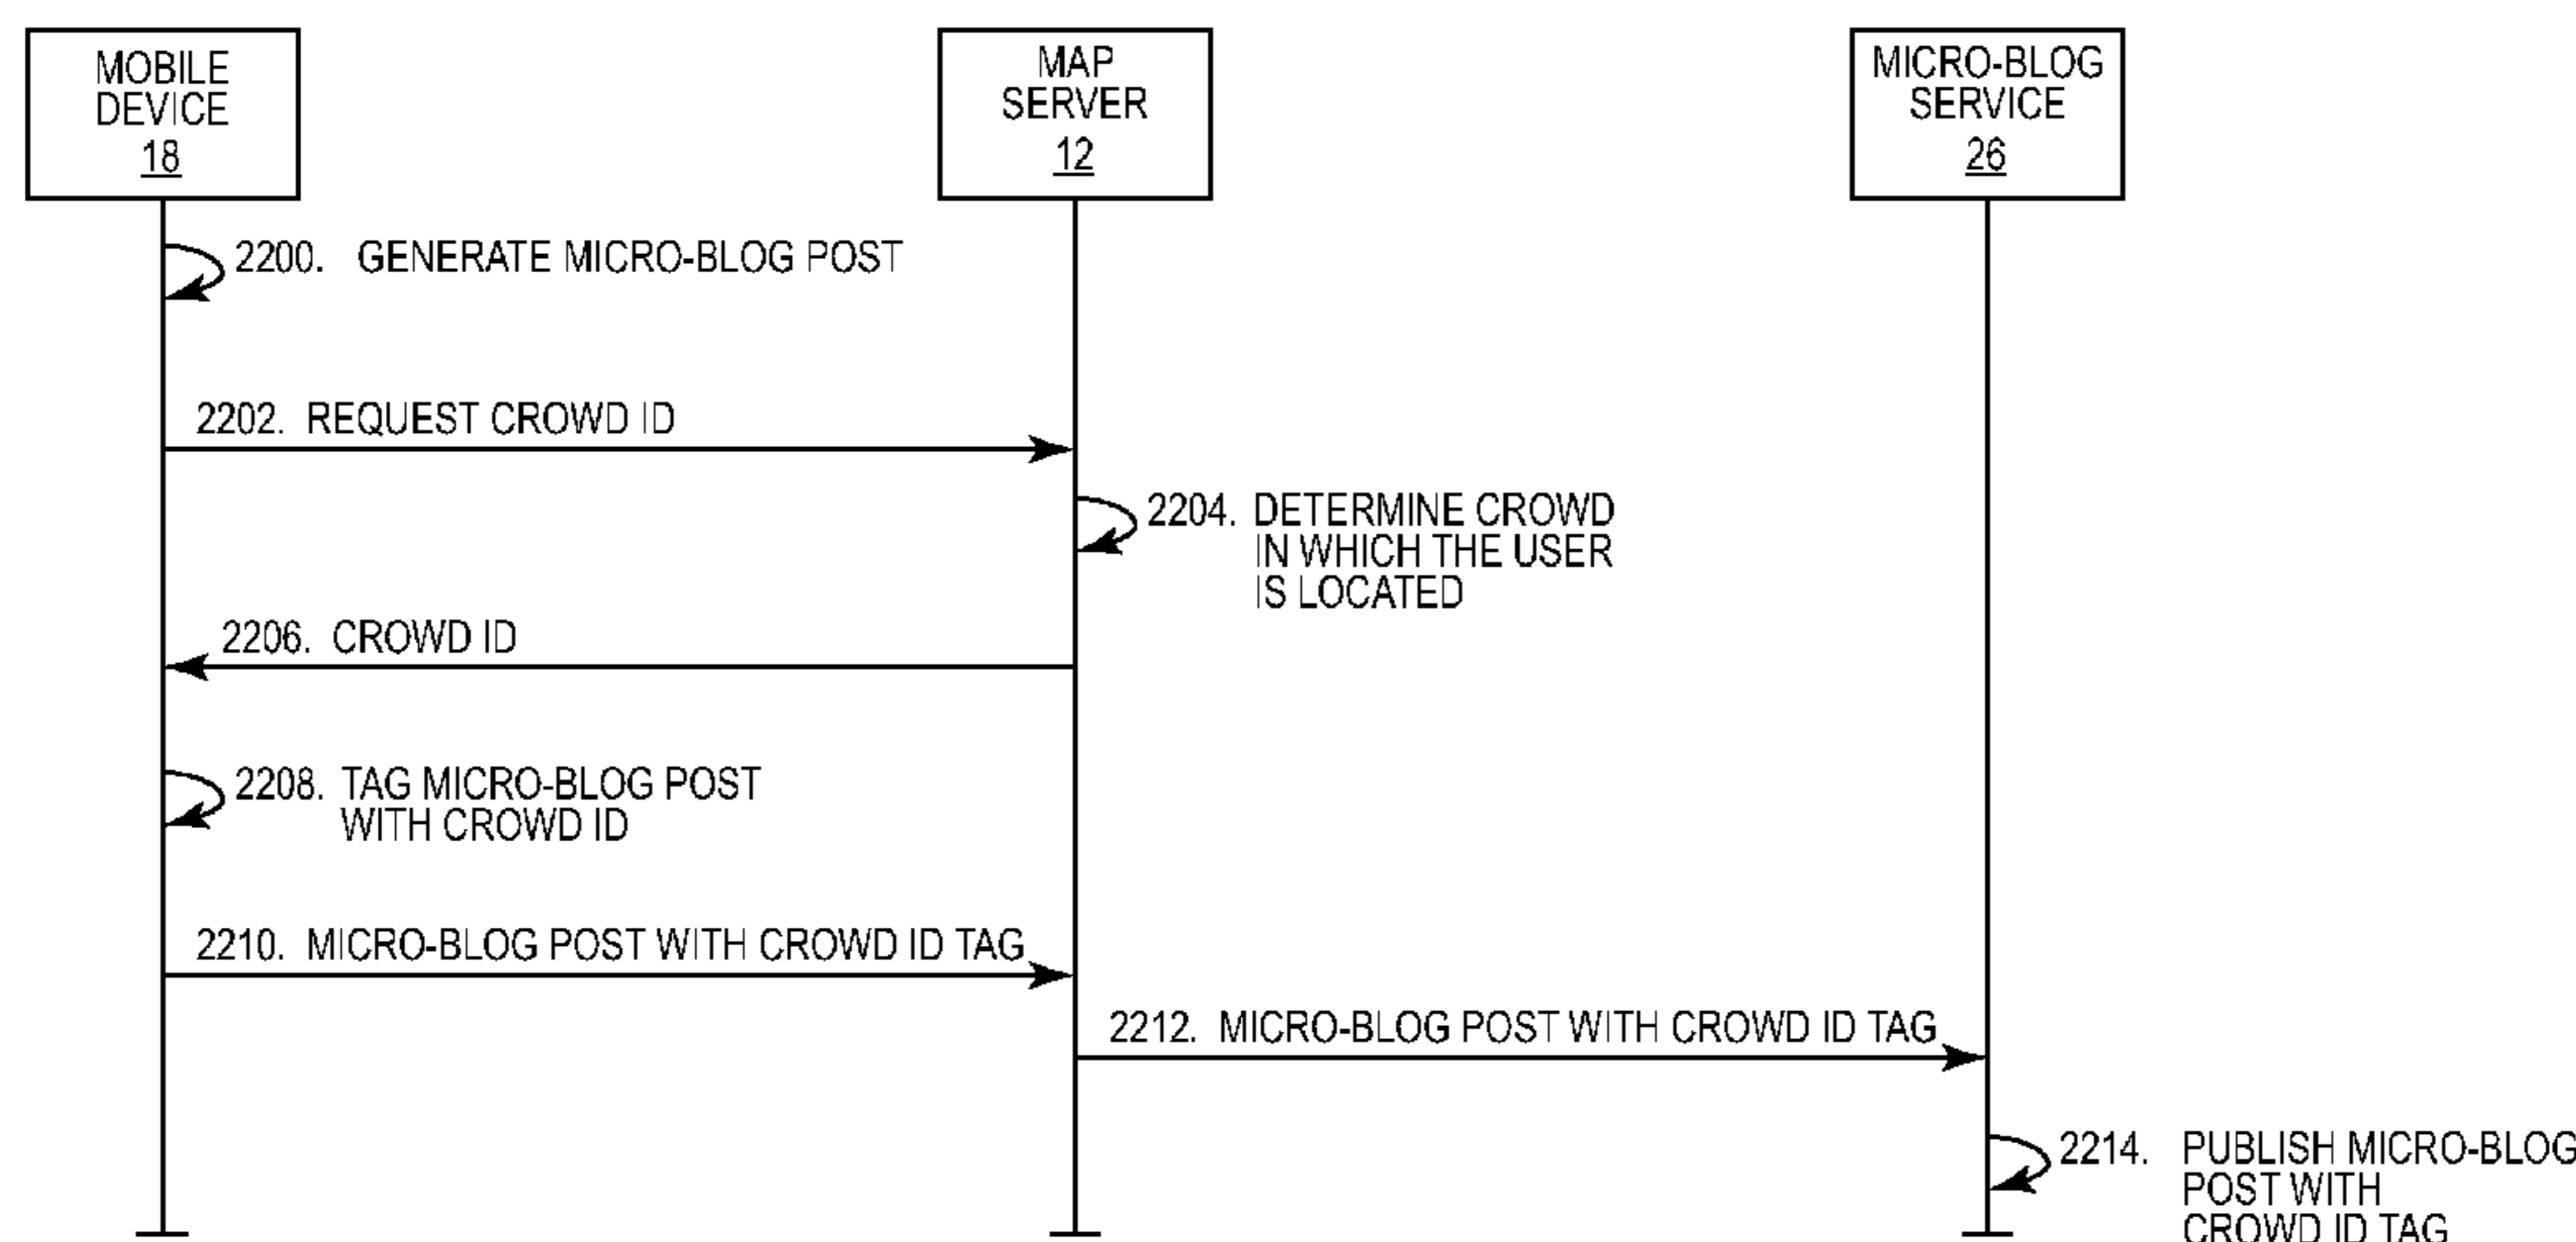 MOBILE
DEVICE
18
MAP
SERVER
12
MICRO-BLOG
SERVICE
26
2200. GENERATE MICRO-BLOG POST
2202. REQUEST CROWD ID
2204. DETERMINE CROWD
IN WHICH THE USER
IS LOCATED
2206. CROWD ID
2208. TAG MICRO-BLOG POST
WITH CROWD ID
2210. MICRO-BLOG POST WITH CROWD ID TAG
2212. MICRO-BLOG POST WITH CROWD ID TAG
2214. PUBLISH MICRO-BLOG
POST WITH
CROWD ID TAG